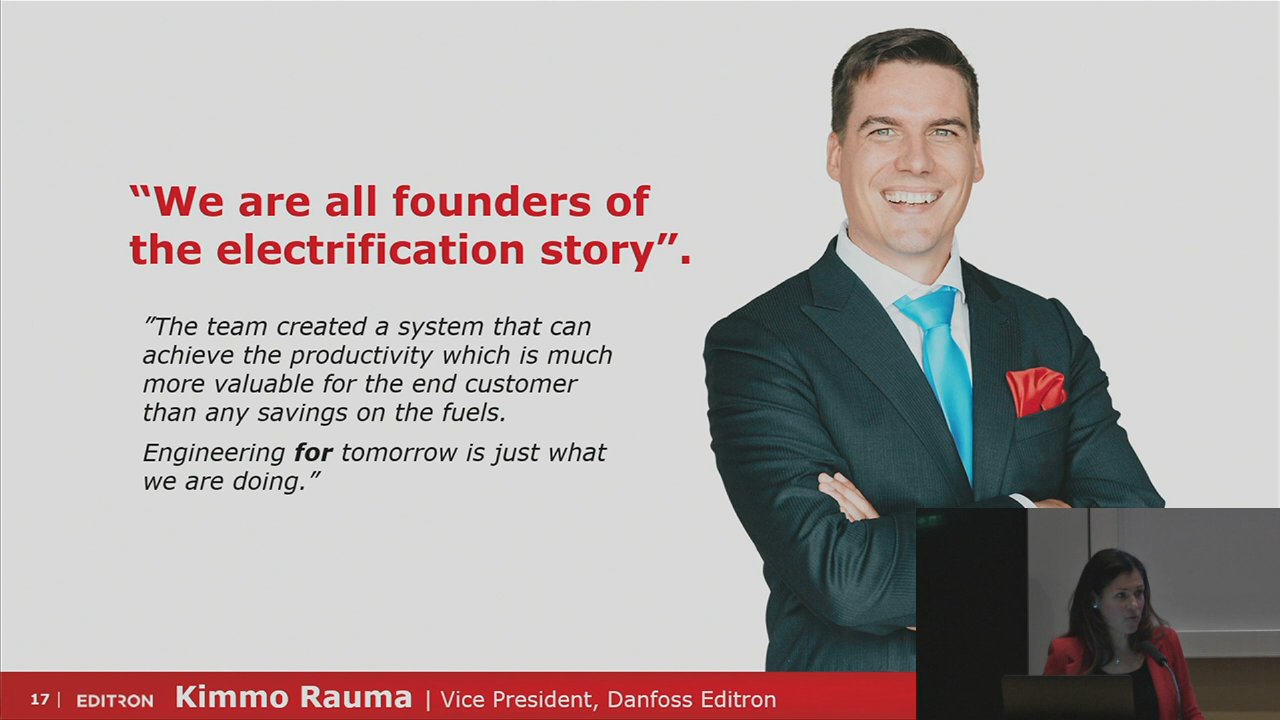 “We are all founders of
the electrification story”.
”The team created a system that can
achieve the productivity which is much
more valuable for the end customer
than any savings on the fuels.
Engineering for tomorrow is just what
we are doing.”
17 | EDITRON Kimmo Rauma | Vice President, Danfoss Editron